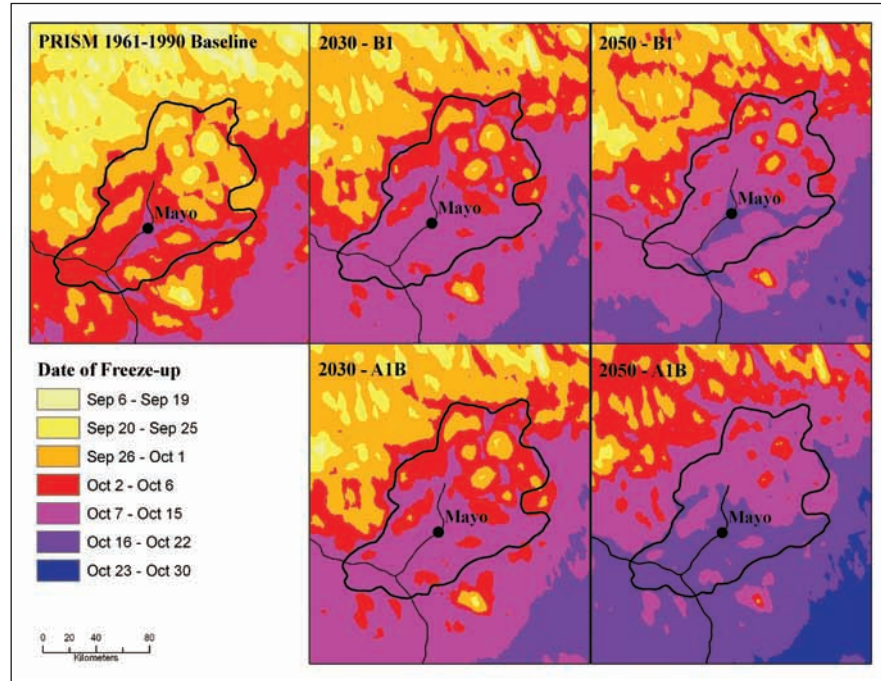 PRISM 1961-1990 Baseline
2030 - B1
2050 - B1
Mayo
Mayo
Mayo
Date of Freeze-up
Sep 6 - Sep 19
Sep 20 - Sep 25
Sep 26 - Oct 1
Oct 2 - Oct 6
Oct 7 - Oct 15
Oct 16 - Oct 22
Oct 23 - Oct 30
0 20 40 80
Kilometers
2030 - A1B
2050 - A1B
Mayo
Mayo